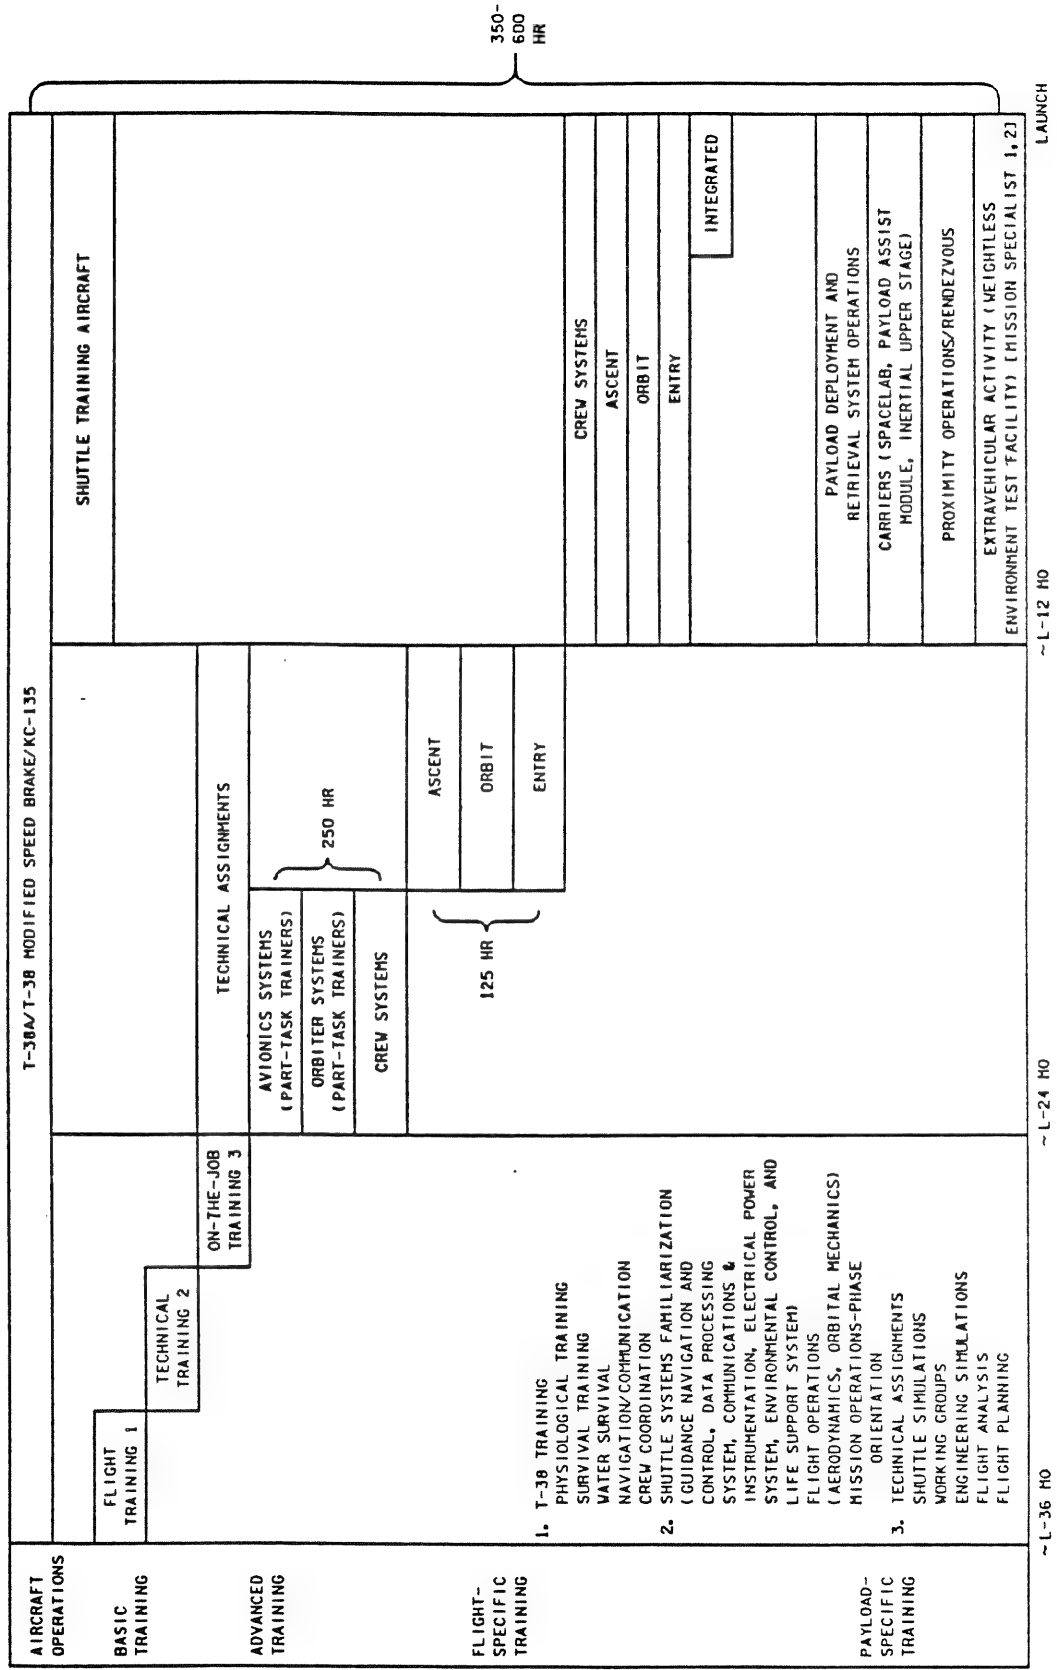 AIRCRAFT
OPERATIONS
T-38A/T-38 MODIFIED SPEED BRAKE/KC-135
SHUTTLE TRAINING AIRCRAFT
BASIC
TRAINING
FLIGHT
TRAINING 1
TECHNICAL
TRAINING 2
ON-THE-JOB
TRAINING 3
TECHNICAL ASSIGNMENTS
ADVANCED
TRAINING
AVIONICS SYSTEMS
(PART-TASK TRAINERS)
ORBITER SYSTEMS
(PART-TASK TRAINERS)
CREW SYSTEMS
250 HR
FLIGHT-
SPECIFIC
TRAINING
125 HR
ASCENT
ORBIT
ENTRY
CREW SYSTEMS
ASCENT
ORBIT
ENTRY
INTEGRATED
PAYLOAD-
SPECIFIC
TRAINING
PAYLOAD DEPLOYMENT AND
RETRIEVAL SYSTEM OPERATIONS
CARRIERS (SPACELAB, PAYLOAD ASSIST
MODULE, INERTIAL UPPER STAGE)
PROXIMITY OPERATIONS/RENDEZVOUS
EXTRAVEHICULAR ACTIVITY (WEIGHTLESS
ENVIRONMENT TEST FACILITY) [MISSION SPECIALIST 1,2]
350-
600
HR
1. T-38 TRAINING
PHYSIOLOGICAL TRAINING
SURVIVAL TRAINING
WATER SURVIVAL
NAVIGATION/COMMUNICATION
CREW COORDINATION
2. SHUTTLE SYSTEMS FAMILIARIZATION
(GUIDANCE NAVIGATION AND
CONTROL, DATA PROCESSING
SYSTEM, COMMUNICATIONS &
INSTRUMENTATION, ELECTRICAL POWER
SYSTEM, ENVIRONMENTAL CONTROL, AND
LIFE SUPPORT SYSTEM)
FLIGHT OPERATIONS
(AERODYNAMICS, ORBITAL MECHANICS)
MISSION OPERATIONS-PHASE
ORIENTATION
3. TECHNICAL ASSIGNMENTS
SHUTTLE SIMULATIONS
WORKING GROUPS
ENGINEERING SIMULATIONS
FLIGHT ANALYSIS
FLIGHT PLANNING
~L-36 MO
~L-24 MO
~L-12 MO
LAUNCH